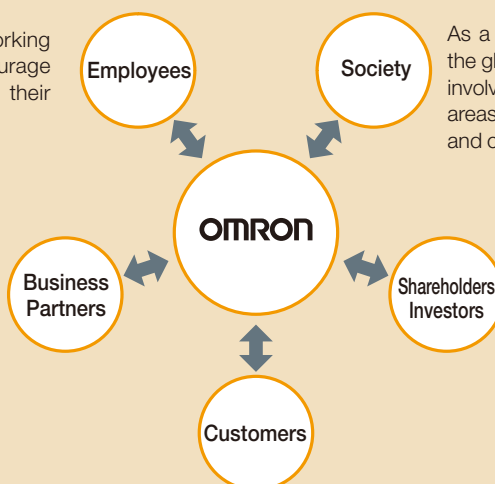 orking
urage
their
Employees
Society
As a
the gl
involv
areas
and c
OMRON
Business
Partners
Shareholders
Investors
Customers